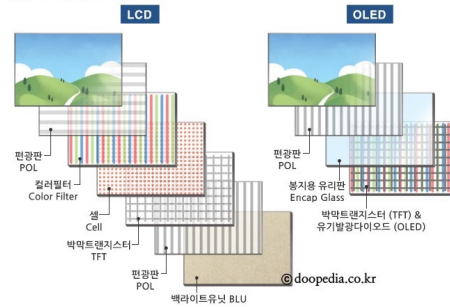 LCD
편광판
POL
컬러필터
Color Filter
셀
Cell
박막트랜지스터
TFT
편광판
POL
백라이트유닛 BLU
OLED
편광판
POL
봉지용 유리판
Encap Glass
박막트랜지스터 (TFT) &
유기발광다이오드 (OLED)
© doopedia.co.kr